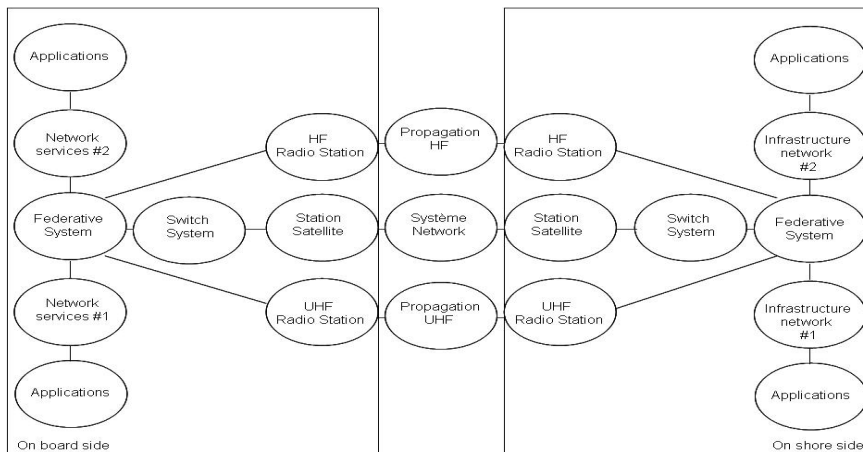 Applications
Network
services #2
Federative
System
Network
services #1
Applications
On board side
Switch
System
HF
Radio Station
Station
Satellite
UHF
Radio Station
Propagation
HF
Système
Network
Propagation
UHF
HF
Radio Station
Station
Satellite
UHF
Radio Station
Switch
System
Applications
Infrastructure
network
#2
Federative
System
Infrastructure
network
#1
Applications
On shore side